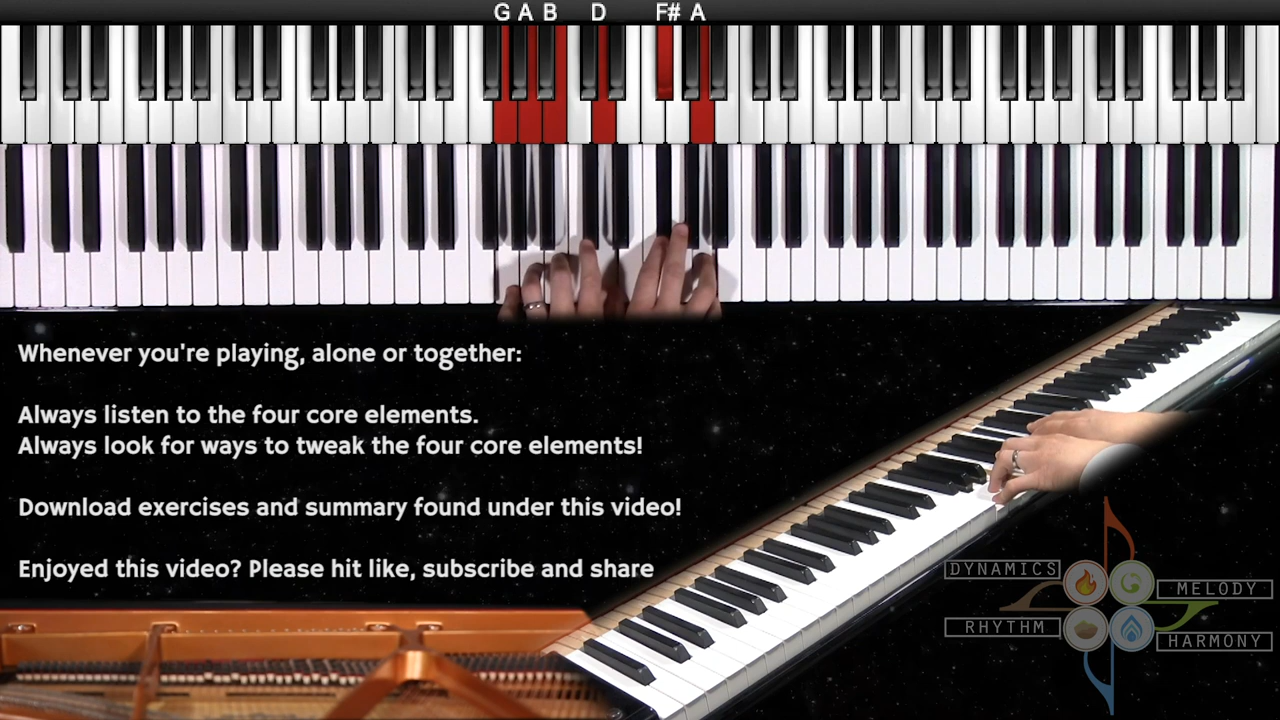 G A B D F# A
Whenever you're playing, alone or together:
Always listen to the four core elements.
Always look for ways to tweak the four core elements!
Download exercises and summary found under this video!
Enjoyed this video? Please hit like, subscribe and share
DYNAMICS
MELODY
RHYTHM
HARMONY